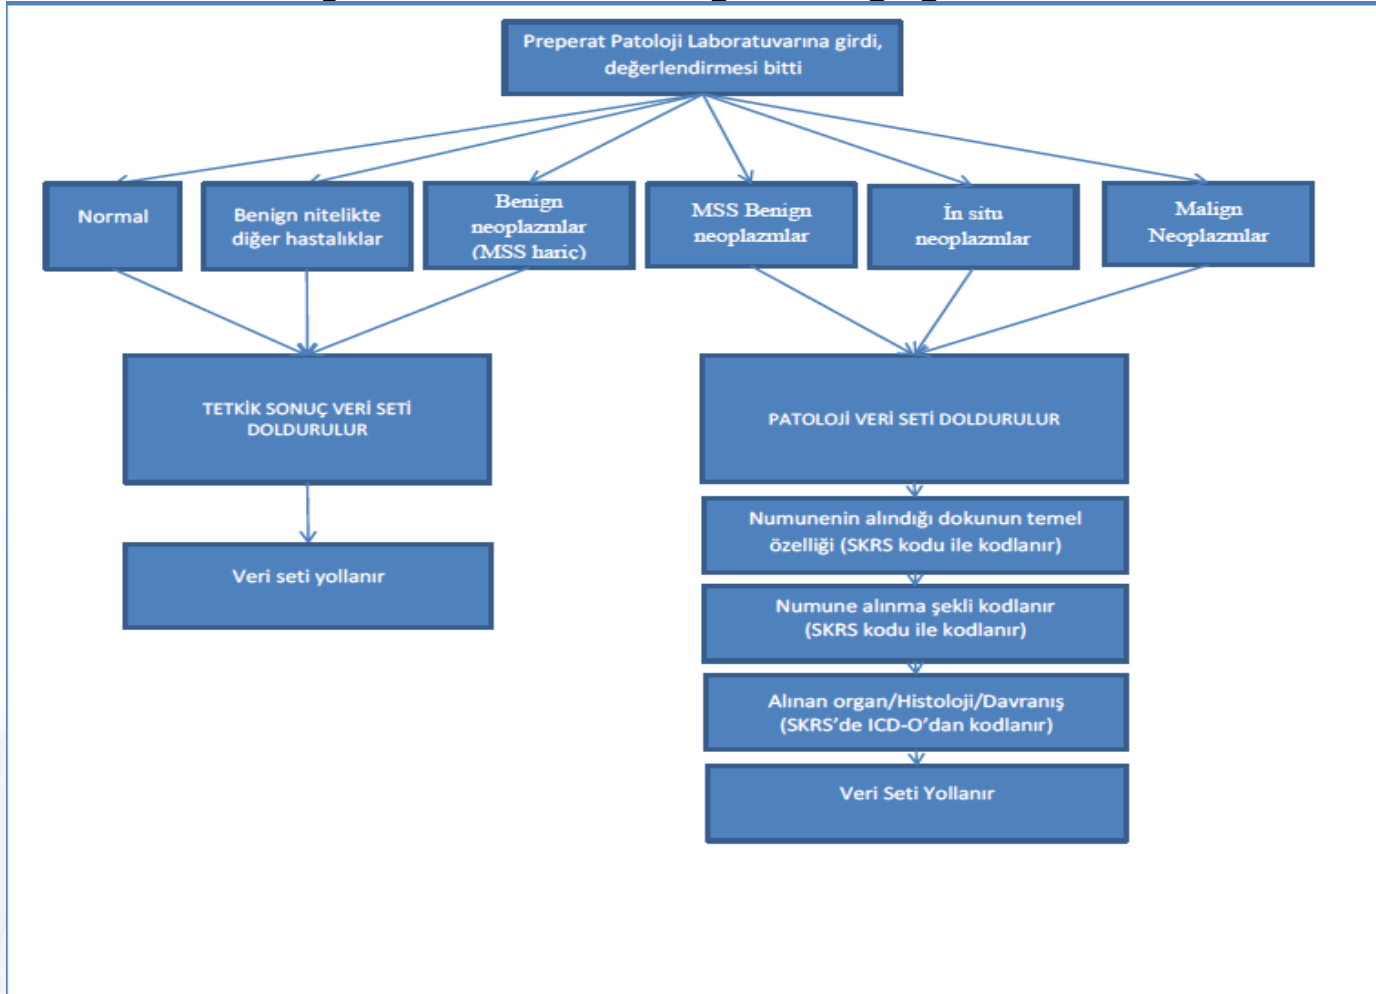 Preperat Patoloji Laboratuvarına girdi,
değerlendirmesi bitti
Normal
Benign nitelikte
diğer hastalıklar
Benign
neoplazmlar
(MSS hariç)
MSS Benign
neoplazmlar
İn situ
neoplazmlar
Malign
Neoplazmlar
TETKİK SONUÇ VERİ SETİ
DOLDURULUR
PATOLOJİ VERİ SETİ DOLDURULUR
Veri seti yollanır
Numunenin alındığı dokunun temel
özelliği (SKRS kodu ile kodlanır)
Numune alınma şekli kodlanır
(SKRS kodu ile kodlanır)
Alınan organ/Histoloji/Davranış
(SKRS’de ICD-O’dan kodlanır)
Veri Seti Yollanır